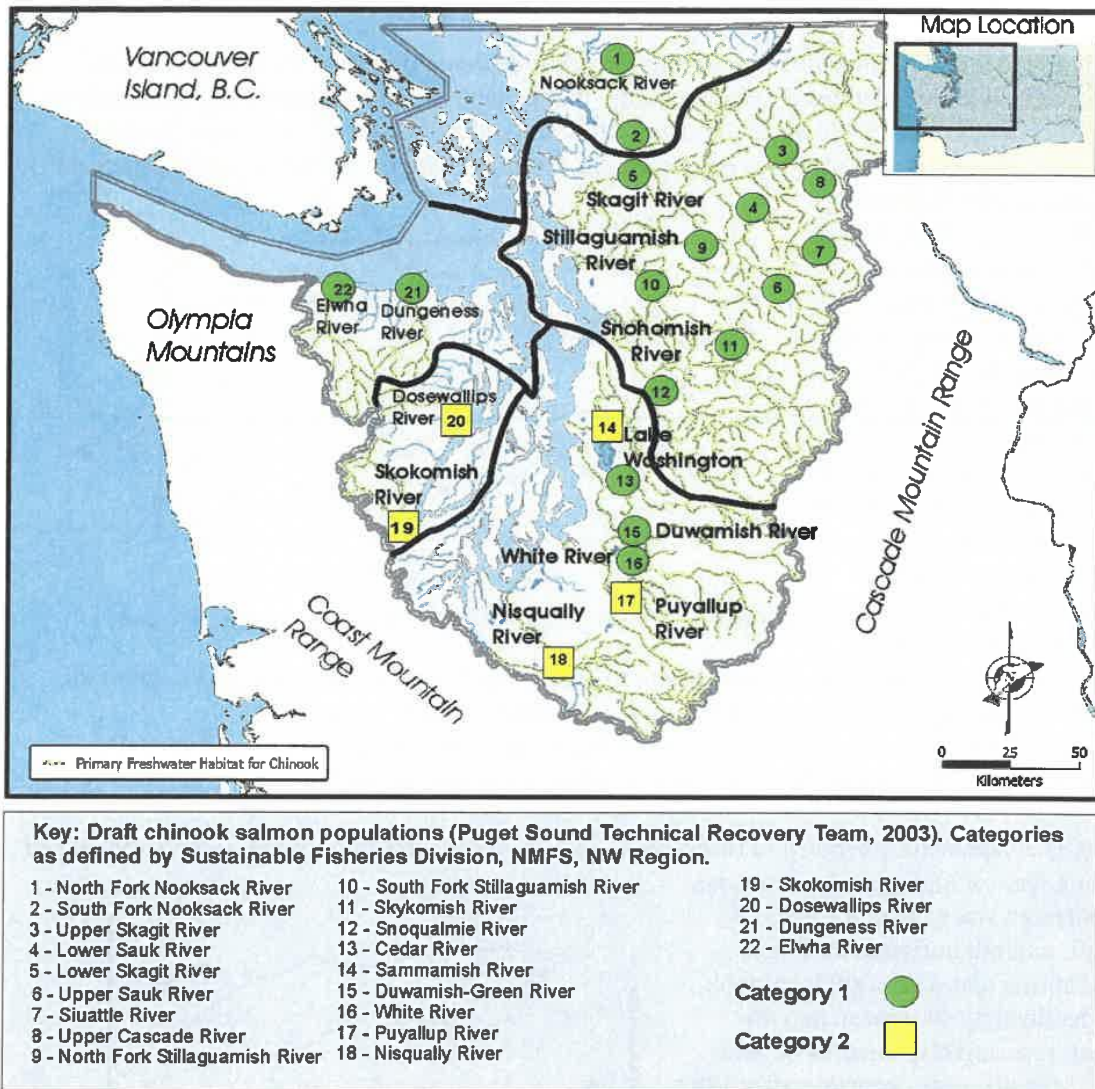 Map Location
Vancouver
Island, B.C.
1
Nooksack River
2
3
5
8
Skagit River
4
Stillaguamish
River
9
7
10
6
22
21
Elwha
River
Dungeness
River
Olympia
Mountains
Snohomish
River
11
12
Dosewallips
River
20
14
Lake
Washington
13
Skokomish
River
19
15
Duwamish River
White River
16
17
Puyallup
River
Nisqually
River
18
Coast Mountain
Range
Cascade Mountain Range
N
Primary Freshwater Habitat for Chinook
0 25 50
Kilometers
Key: Draft chinook salmon populations (Puget Sound Technical Recovery Team, 2003). Categories
as defined by Sustainable Fisheries Division, NMFS, NW Region.
1 - North Fork Nooksack River
2 - South Fork Nooksack River
3 - Upper Skagit River
4 - Lower Sauk River
5 - Lower Skagit River
6 - Upper Sauk River
7 - Siuattle River
8 - Upper Cascade River
9 - North Fork Stillaguamish River
10 - South Fork Stillaguamish River
11 - Skykomish River
12 - Snoqualmie River
13 - Cedar River
14 - Sammamish River
15 - Duwamish-Green River
16 - White River
17 - Puyallup River
18 - Nisqually River
19 - Skokomish River
20 - Dosewallips River
21 - Dungeness River
22 - Elwha River
Category 1
Category 2